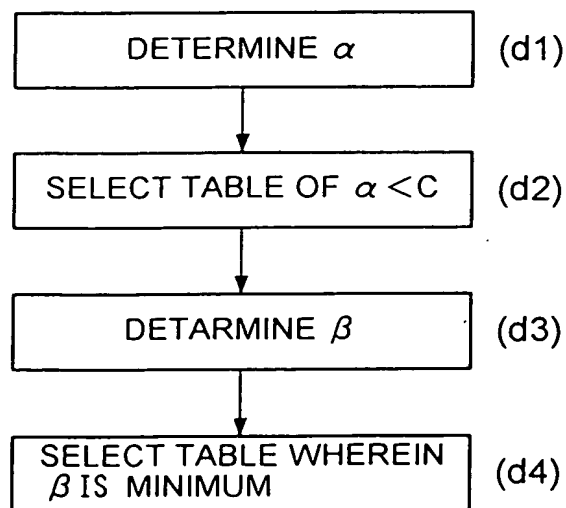 DETERMINE α (d1)
SELECT TABLE OF α<C (d2)
DETARMINE β (d3)
SELECT TABLE WHEREIN
β IS MINIMUM (d4)